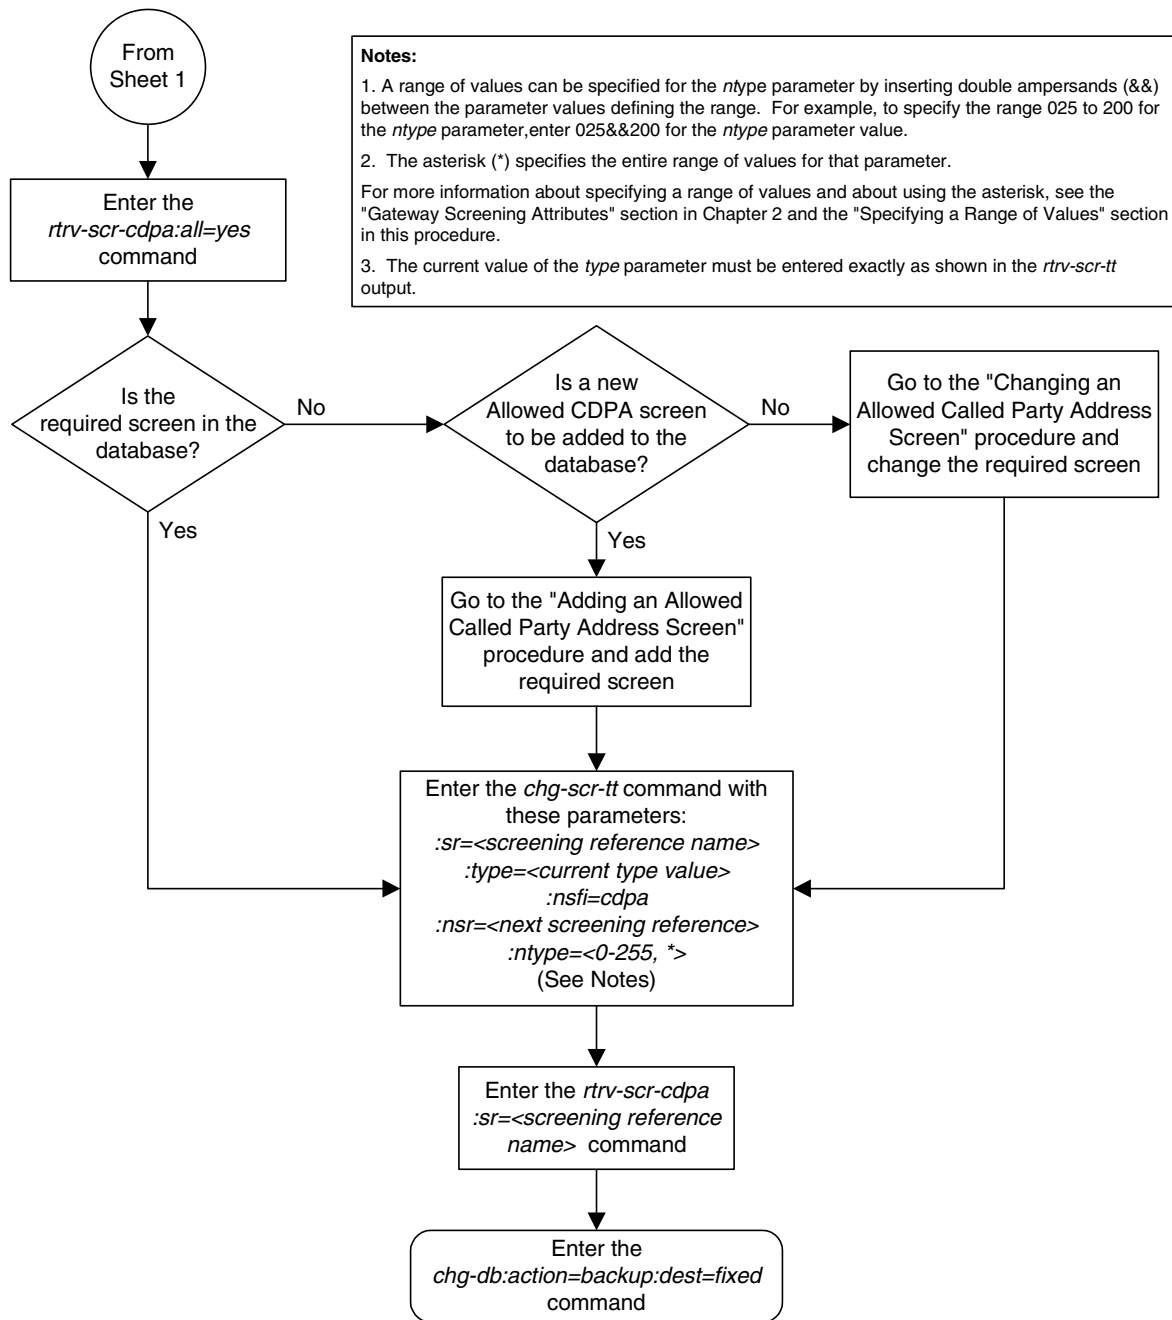 From
Sheet 1
Notes:
1. A range of values can be specified for the ntype parameter by inserting double ampersands (&&)
between the parameter values defining the range. For example, to specify the range 025 to 200 for
the ntype parameter,enter 025&&200 for the ntype parameter value.
2. The asterisk (*) specifies the entire range of values for that parameter.
For more information about specifying a range of values and about using the asterisk, see the
"Gateway Screening Attributes" section in Chapter 2 and the "Specifying a Range of Values" section
in this procedure.
3. The current value of the type parameter must be entered exactly as shown in the rtrv-scr-tt
output.
Enter the
rtrv-scr-cdpa:all=yes
command
Is the
required screen in the
database?
No
Yes
Is a new
Allowed CDPA screen
to be added to the
database?
No
Yes
Go to the "Changing an
Allowed Called Party Address
Screen" procedure and
change the required screen
Go to the "Adding an Allowed
Called Party Address Screen"
procedure and add the
required screen
Enter the chg-scr-tt command with
these parameters:
:sr=<screening reference name>
:type=<current type value>
:nsfi=cdpa
:nsr=<next screening reference>
:ntype=<0-255, *>
(See Notes)
Enter the rtrv-scr-cdpa
:sr=<screening reference
name> command
Enter the
chg-db:action=backup:dest=fixed
command